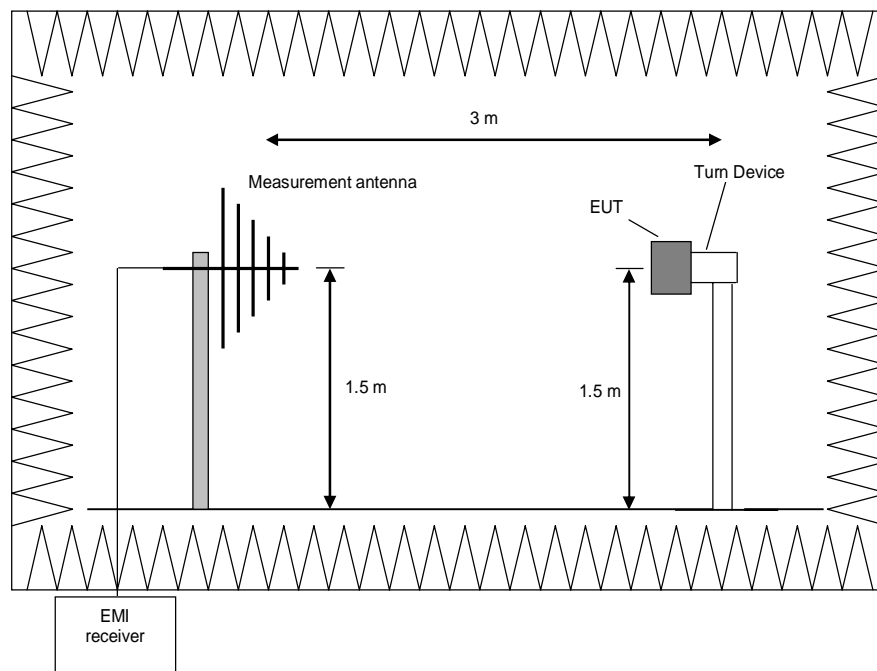 3 m
Measurement antenna
Turn Device
EUT
1.5 m
1.5 m
EMI
receiver